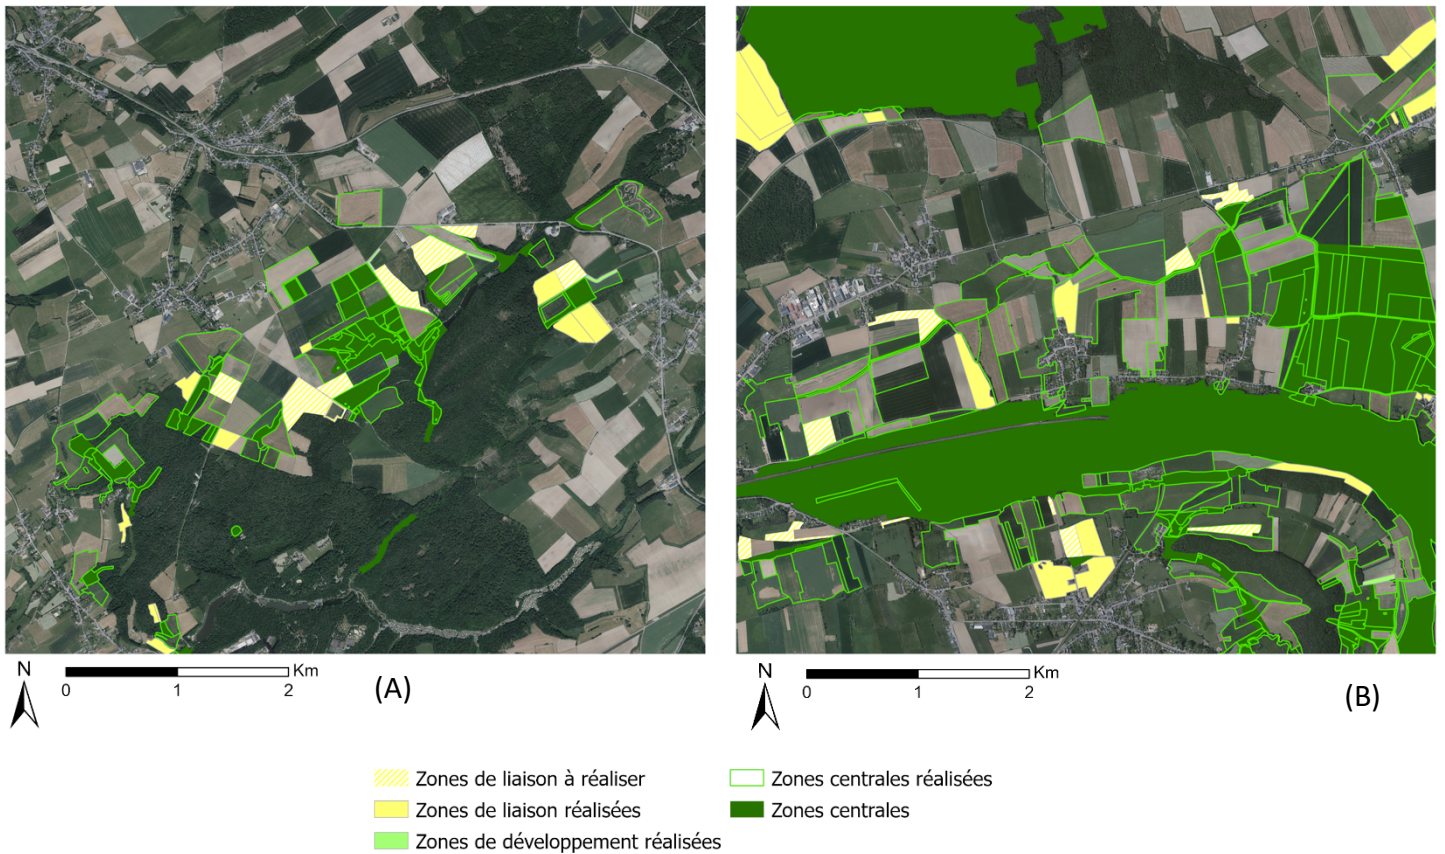 N
Km
0 1 2
(A)
N
Km
0 1 2
(B)
Zones de liaison à réaliser
Zones de liaison réalisées
Zones de développement réalisées
Zones centrales réalisées
Zones centrales